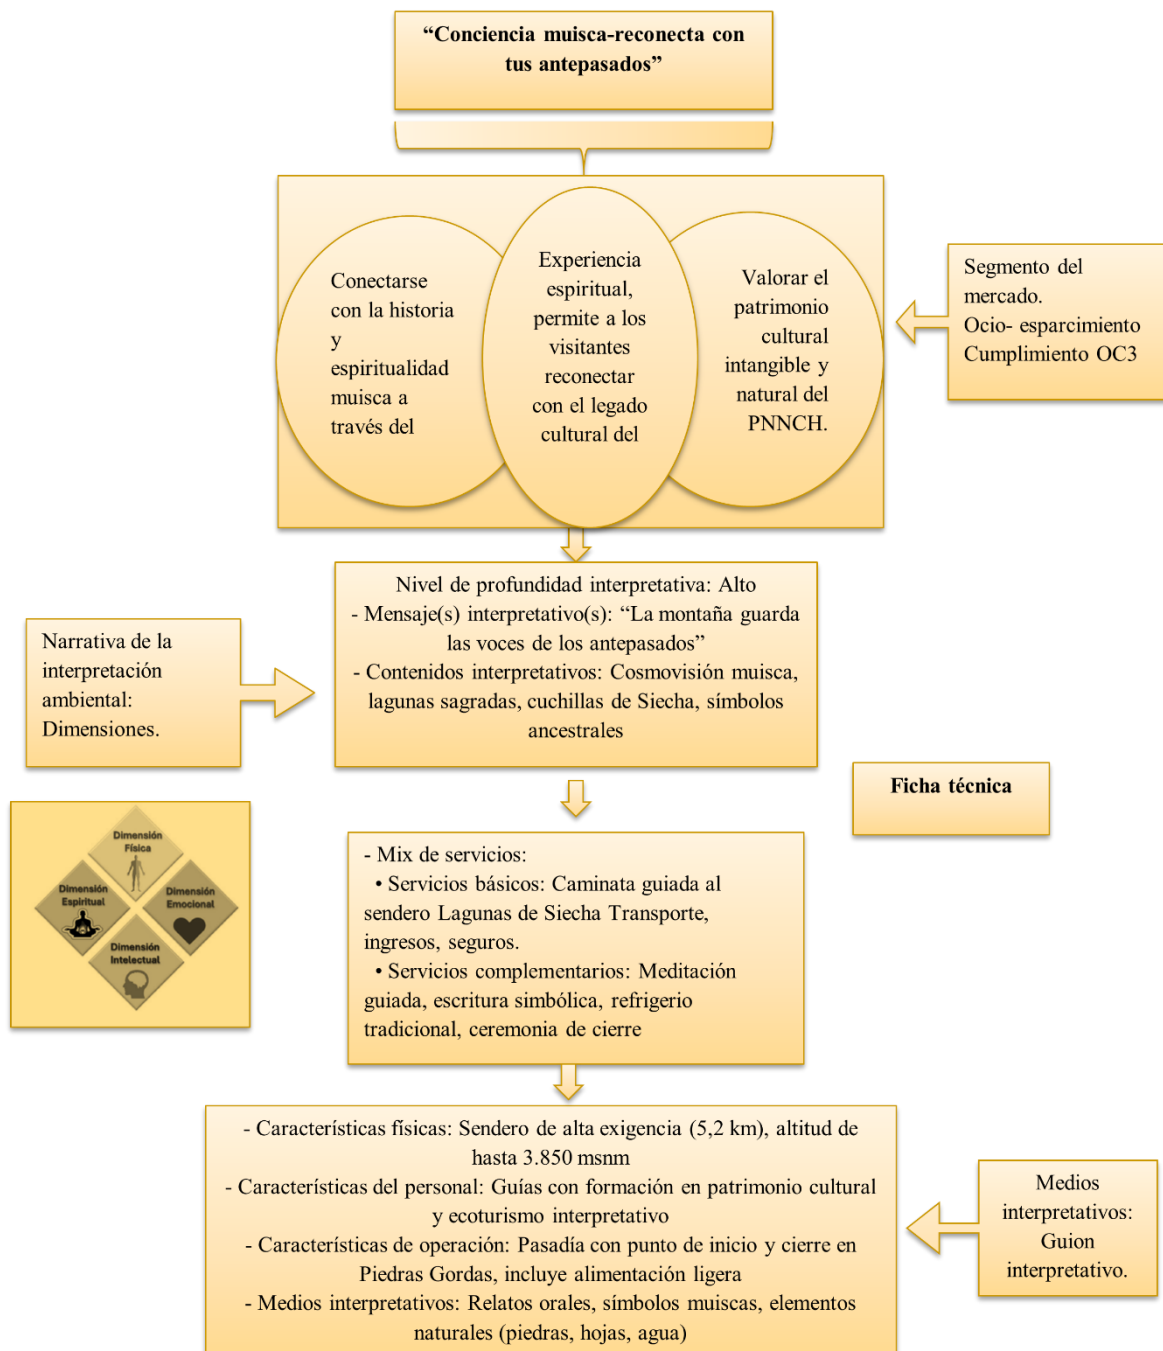 “Conciencia muisca-reconecta con
tus antepasados”
Conectarse
con la historia
y
espiritualidad
muisca a
través del
Experiencia
espiritual,
permite a los
visitantes
reconectar
con el legado
cultural del
Valorar el
patrimonio
cultural
intangible y
natural del
PNNCH.
Segmento del
mercado.
Ocio- esparcimiento
Cumplimiento OC3
Nivel de profundidad interpretativa: Alto
- Mensaje(s) interpretativo(s): “La montaña guarda
las voces de los antepasados”
- Contenidos interpretativos: Cosmovisión muisca,
lagunas sagradas, cuchillas de Siecha, símbolos
ancestrales
Narrativa de la
interpretación
ambiental:
Dimensiones.
Ficha técnica
Dimensión
Física
Dimensión
Espiritual
Dimensión
Emocional
Dimensión
Intelectual
- Mix de servicios:
• Servicios básicos: Caminata guiada al
sendero Lagunas de Siecha Transporte,
ingresos, seguros.
• Servicios complementarios: Meditación
guiada, escritura simbólica, refrigerio
tradicional, ceremonia de cierre
- Características físicas: Sendero de alta exigencia (5,2 km), altitud de
hasta 3.850 msnm
- Características del personal: Guías con formación en patrimonio cultural
y ecoturismo interpretativo
- Características de operación: Pasadía con punto de inicio y cierre en
Piedras Gordas, incluye alimentación ligera
- Medios interpretativos: Relatos orales, símbolos muiscas, elementos
naturales (piedras, hojas, agua)
Medios
interpretativos:
Guion
interpretativo.